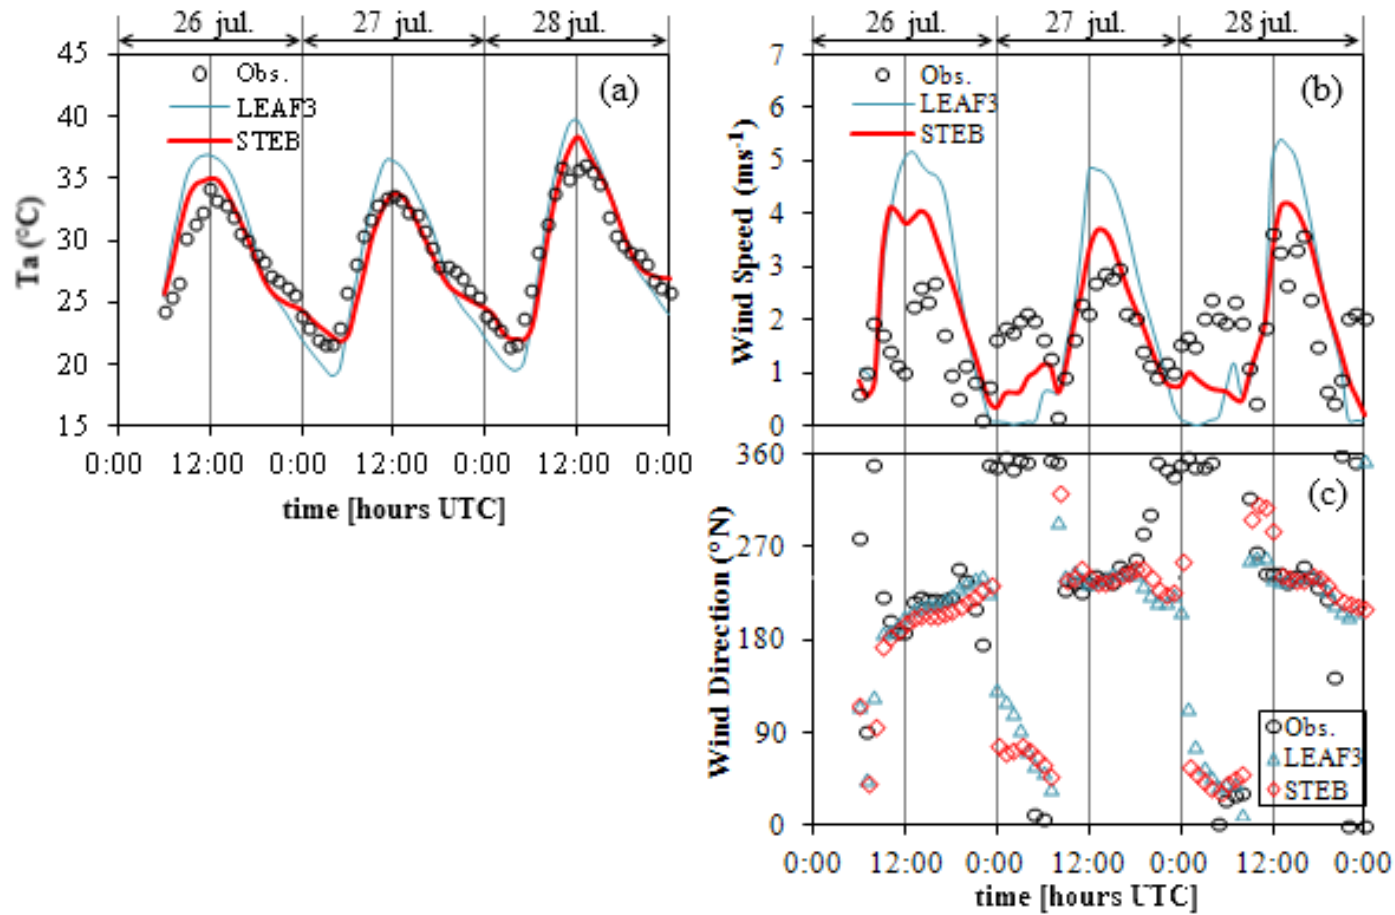 26 jul. 27 jul. 28 jul.
45
40
35
30
25
20
15
Ta (°C)
Obs.
LEAF3
STEB
(a)
0:00 12:00 0:00 12:00 0:00 12:00 0:00
time [hours UTC]
26 jul. 27 jul. 28 jul.
7
6
5
4
3
2
1
0
Wind Speed (ms-1)
Obs.
LEAF3
STEB
(b)
360
270
180
90
0
Wind Direction (°N)
(c)
Obs.
LEAF3
STEB
0:00 12:00 0:00 12:00 0:00 12:00 0:00
time [hours UTC]